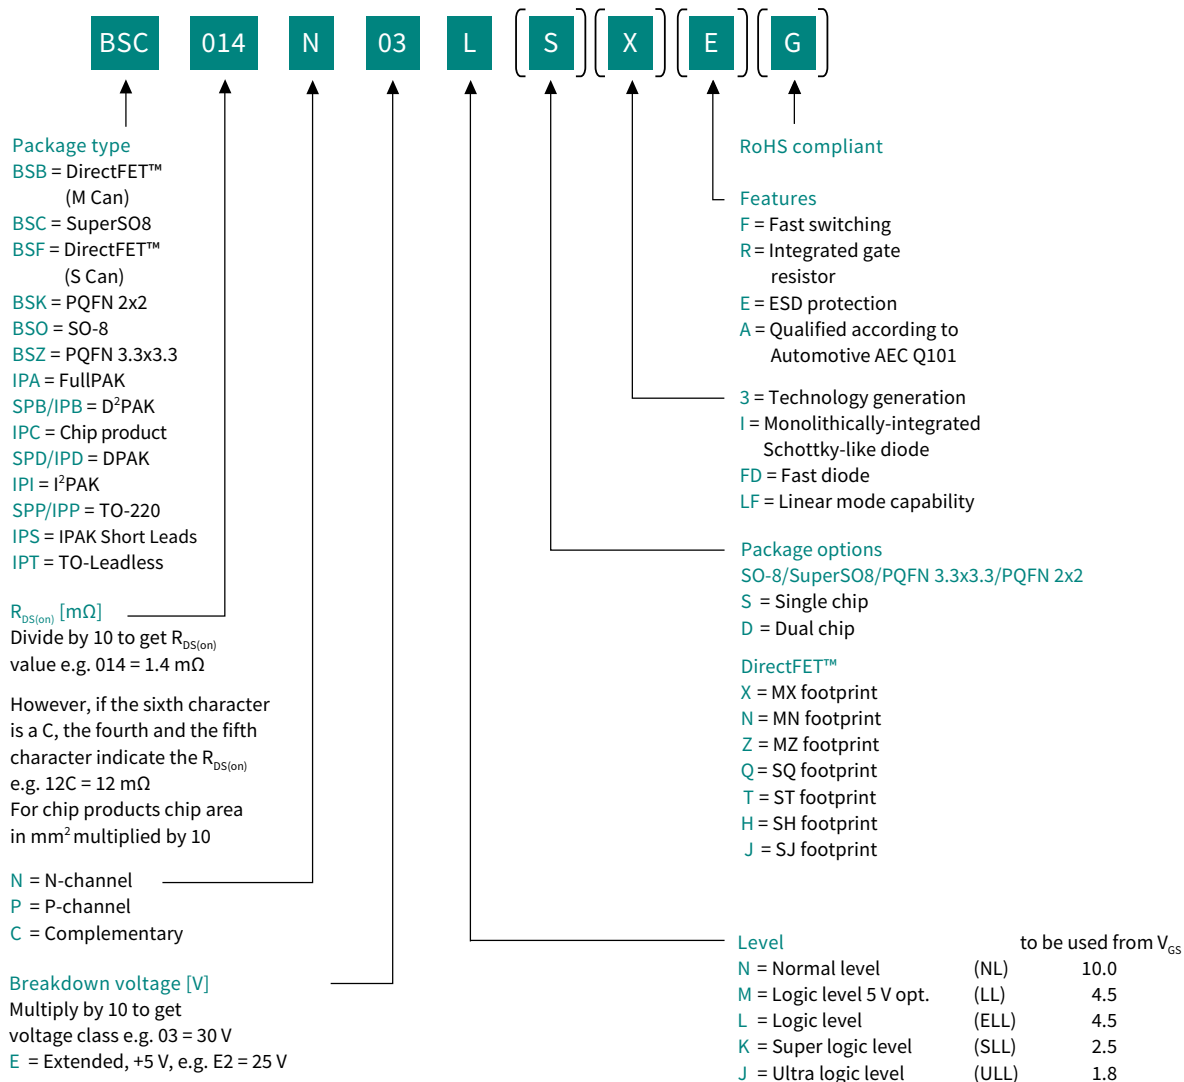 BSC 014 N 03 L S X E G
Package type
BSB = DirectFET™
(M Can)
BSC = SuperSO8
BSF = DirectFET™
(S Can)
BSK = PQFN 2x2
BSO = SO-8
BSZ = PQFN 3.3x3.3
IPA = FullPAK
SPB/IPB = D²PAK
IPC = Chip product
SPD/IPD = DPAK
IPI = I²PAK
SPP/IPP = TO-220
IPS = IPAK Short Leads
IPT = TO-Leadless
RDS(on) [mΩ]
Divide by 10 to get RDS(on)
value e.g. 014 = 1.4 mΩ
However, if the sixth character
is a C, the fourth and the fifth
character indicate the RDS(on)
e.g. 12C = 12 mΩ
For chip products chip area
in mm² multiplied by 10
N = N-channel
P = P-channel
C = Complementary
Breakdown voltage [V]
Multiply by 10 to get
voltage class e.g. 03 = 30 V
E = Extended, +5 V, e.g. E2 = 25 V
RoHS compliant
Features
F = Fast switching
R = Integrated gate
resistor
E = ESD protection
A = Qualified according to
Automotive AEC Q101
3 = Technology generation
I = Monolithically-integrated
Schottky-like diode
FD = Fast diode
LF = Linear mode capability
Package options
SO-8/SuperSO8/PQFN 3.3x3.3/PQFN 2x2
S = Single chip
D = Dual chip
DirectFET™
X = MX footprint
N = MN footprint
Z = MZ footprint
Q = SQ footprint
T = ST footprint
H = SH footprint
J = SJ footprint
Level to be used from VGS
N = Normal level (NL) 10.0
M = Logic level 5 V opt. (LL) 4.5
L = Logic level (ELL) 4.5
K = Super logic level (SLL) 2.5
J = Ultra logic level (ULL) 1.8